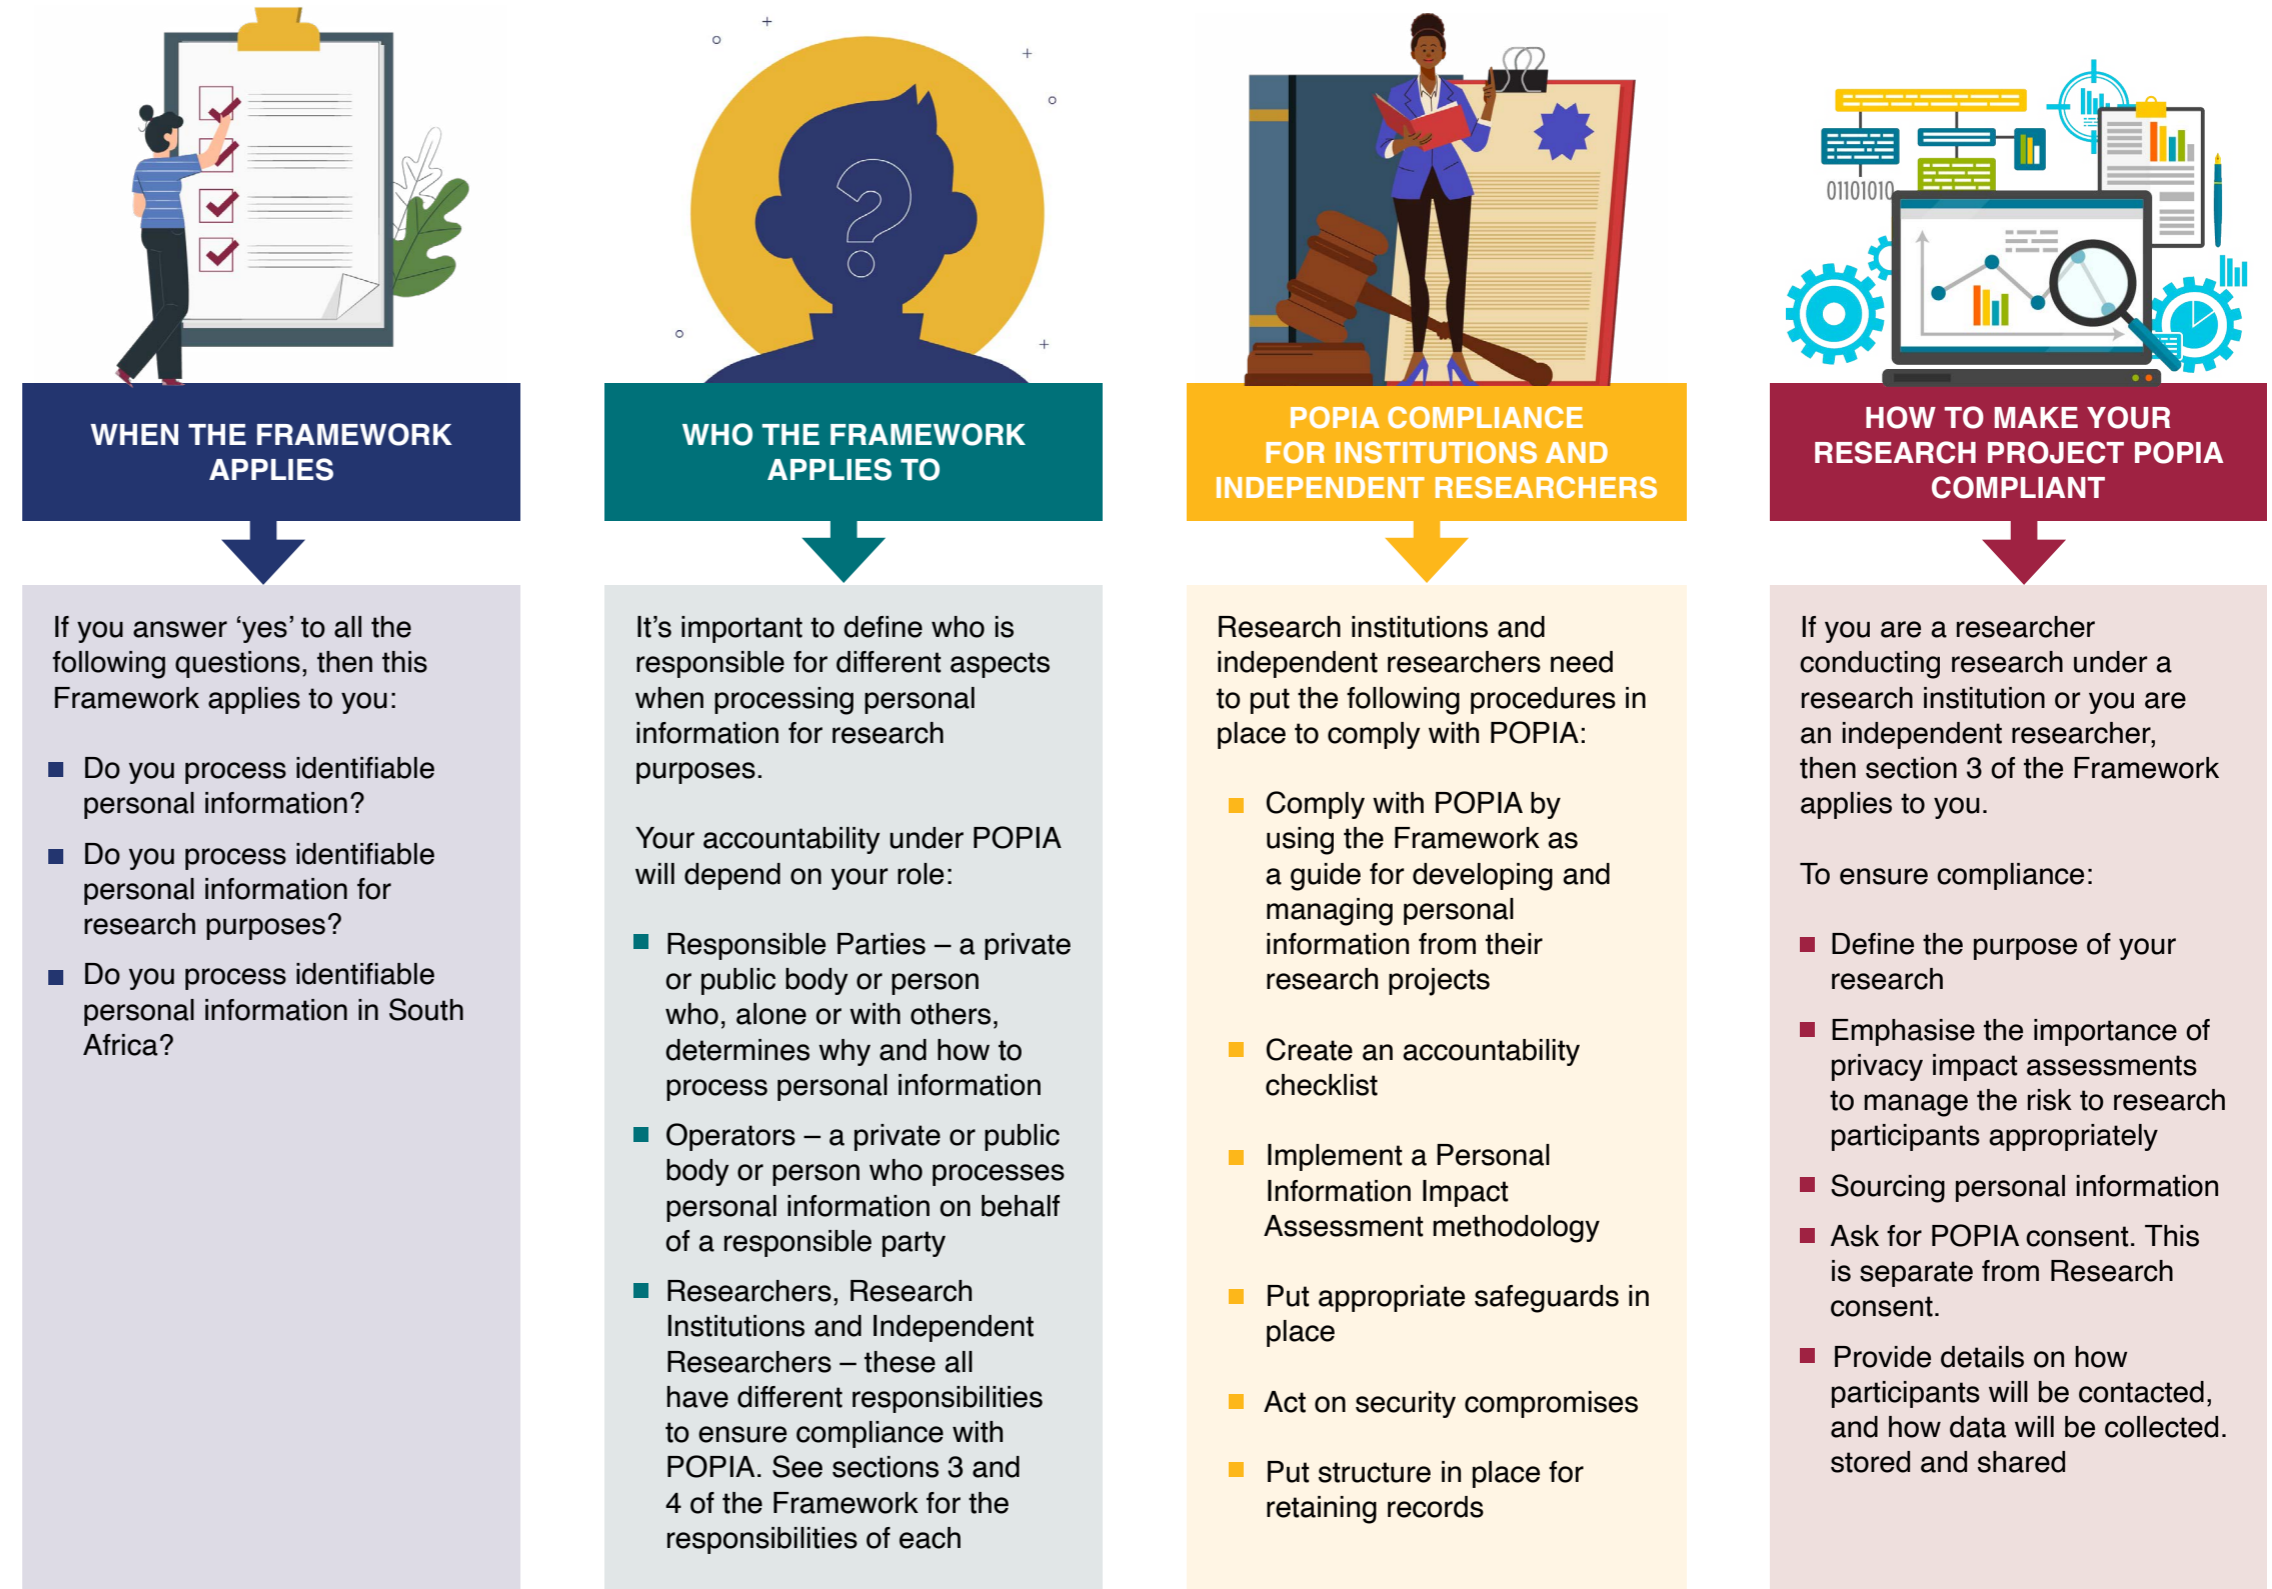 01101010
WHEN THE FRAMEWORK
APPLIES
If you answer ‘yes’ to all the
following questions, then this
Framework applies to you:
Do you process identifiable
personal information?
Do you process identifiable
personal information for
research purposes?
Do you process identifiable
personal information in South
Africa?
WHO THE FRAMEWORK
APPLIES TO
It’s important to define who is
responsible for different aspects
when processing personal
information for research
purposes.
Your accountability under POPIA
will depend on your role:
Responsible Parties – a private
or public body or person
who, alone or with others,
determines why and how to
process personal information
Operators – a private or public
body or person who processes
personal information on behalf
of a responsible party
Researchers, Research
Institutions and Independent
Researchers – these all
have different responsibilities
to ensure compliance with
POPIA. See sections 3 and
4 of the Framework for the
responsibilities of each
POPIA COMPLIANCE
FOR INSTITUTIONS AND
INDEPENDENT RESEARCHERS
Research institutions and
independent researchers need
to put the following procedures in
place to comply with POPIA:
Comply with POPIA by
using the Framework as
a guide for developing and
managing personal
information from their
research projects
Create an accountability
checklist
Implement a Personal
Information Impact
Assessment methodology
Put appropriate safeguards in
place
Act on security compromises
Put structure in place for
retaining records
HOW TO MAKE YOUR
RESEARCH PROJECT POPIA
COMPLIANT
If you are a researcher
conducting research under a
research institution or you are
an independent researcher,
then section 3 of the Framework
applies to you.
To ensure compliance:
Define the purpose of your
research
Emphasise the importance of
privacy impact assessments
to manage the risk to research
participants appropriately
Sourcing personal information
Ask for POPIA consent. This
is separate from Research
consent.
Provide details on how
participants will be contacted,
and how data will be collected.
stored and shared